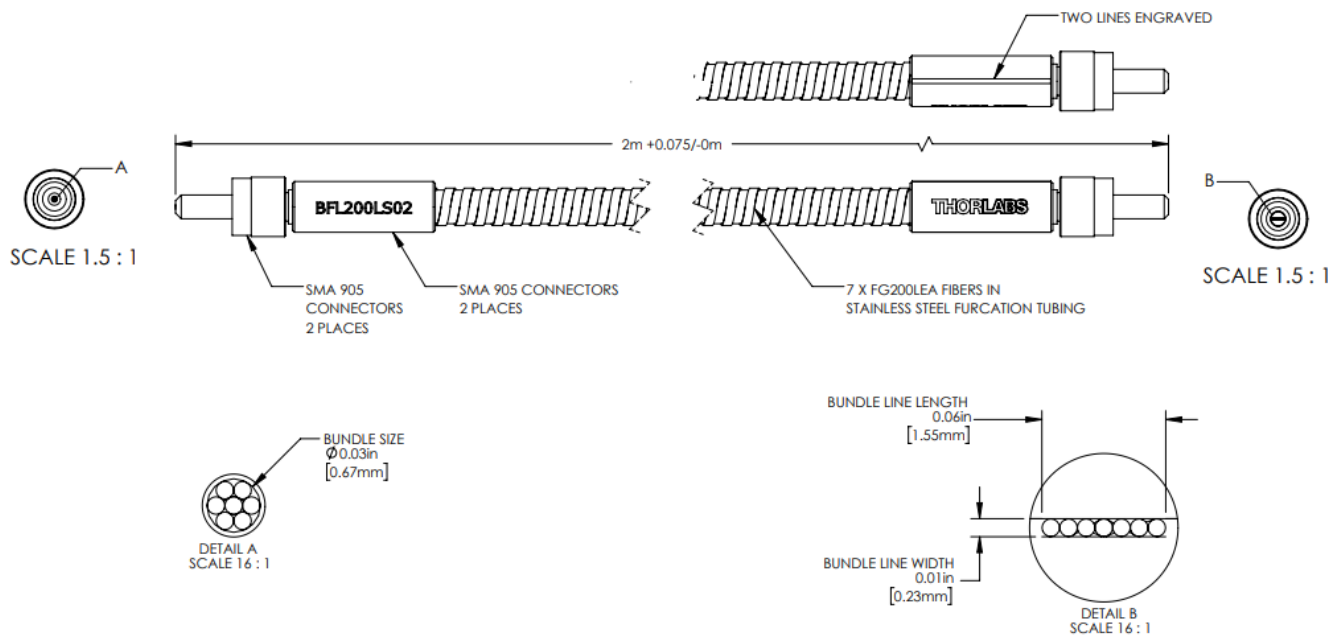 TWO LINES ENGRAVED
2m +0.075/-0m
A
SCALE 1.5 : 1
BFL200LS02
THORLABS
B
SCALE 1.5 : 1
SMA 905
CONNECTORS
2 PLACES
SMA 905 CONNECTORS
2 PLACES
7 X FG200LEA FIBERS IN
STAINLESS STEEL FURCATION TUBING
BUNDLE SIZE
Ø0.03in
[0.67mm]
DETAIL A
SCALE 16 : 1
BUNDLE LINE LENGTH
0.06in
[1.55mm]
BUNDLE LINE WIDTH
0.01in
[0.23mm]
DETAIL B
SCALE 16 : 1